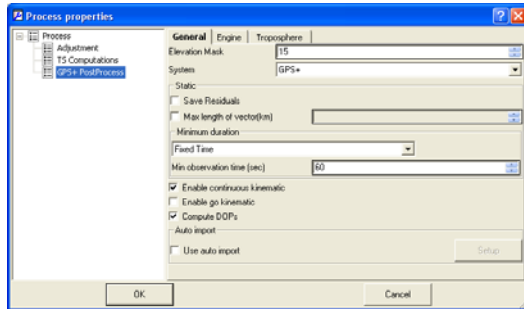 Process properties
Process
Adjustment
TS Computations
GPS+ PostProcess
General Engine Troposphere
Elevation Mask 15
System GPS+
Static
Save Residuals
Max length of vector(km)
Minimum duration
Fixed Time
Min observation time (sec) 60
Enable continuous kinematic
Enable go kinematic
Compute DOPs
Auto import
Use auto import Setup
OK Cancel